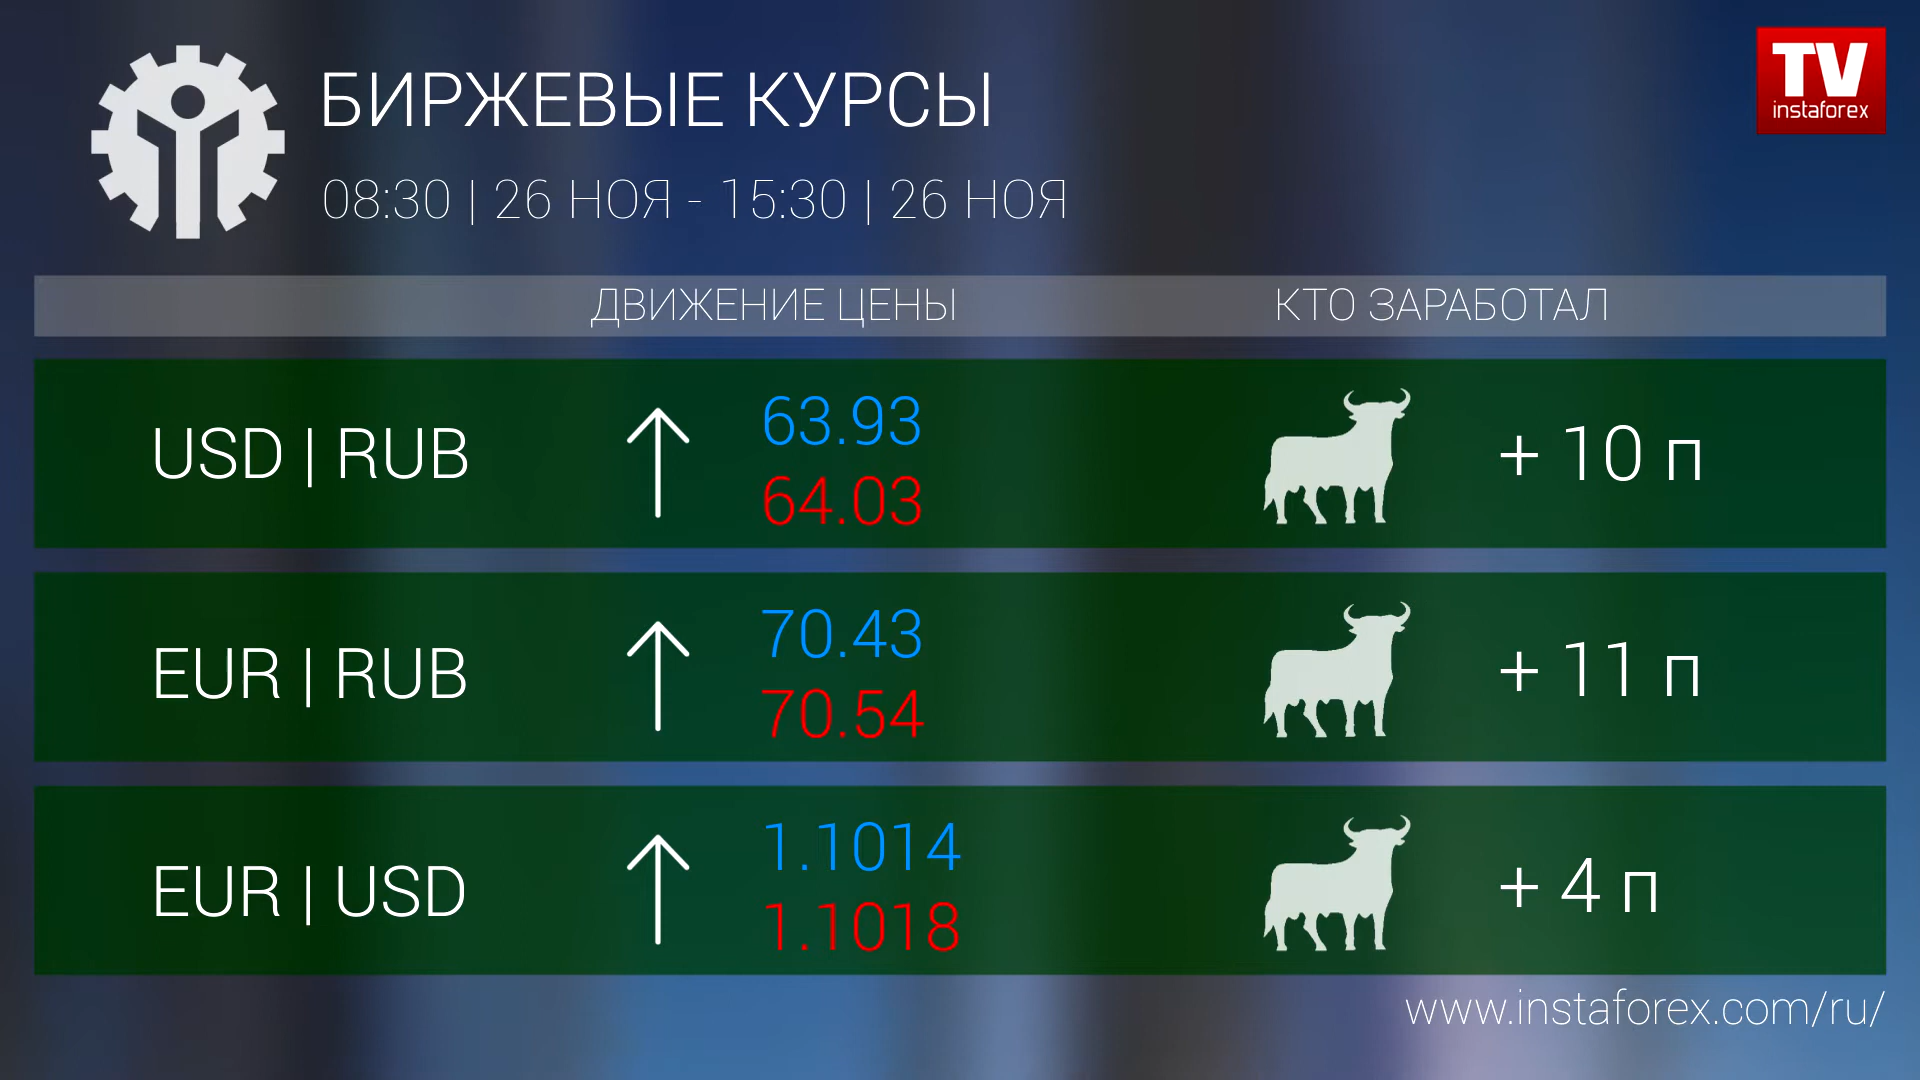 БИРЖЕВЫЕ КУРСЫ
TV
instaforex
08:30 | 26 НОЯ - 15:30 | 26 НОЯ
ДВИЖЕНИЕ ЦЕНЫ КТО ЗАРАБОТАЛ
63.93
USD | RUB + 10 п
64.03
70.43
EUR | RUB + 11 п
70.54
1.1014
EUR | USD + 4 п
1.1018
www.instaforex.com/ru/